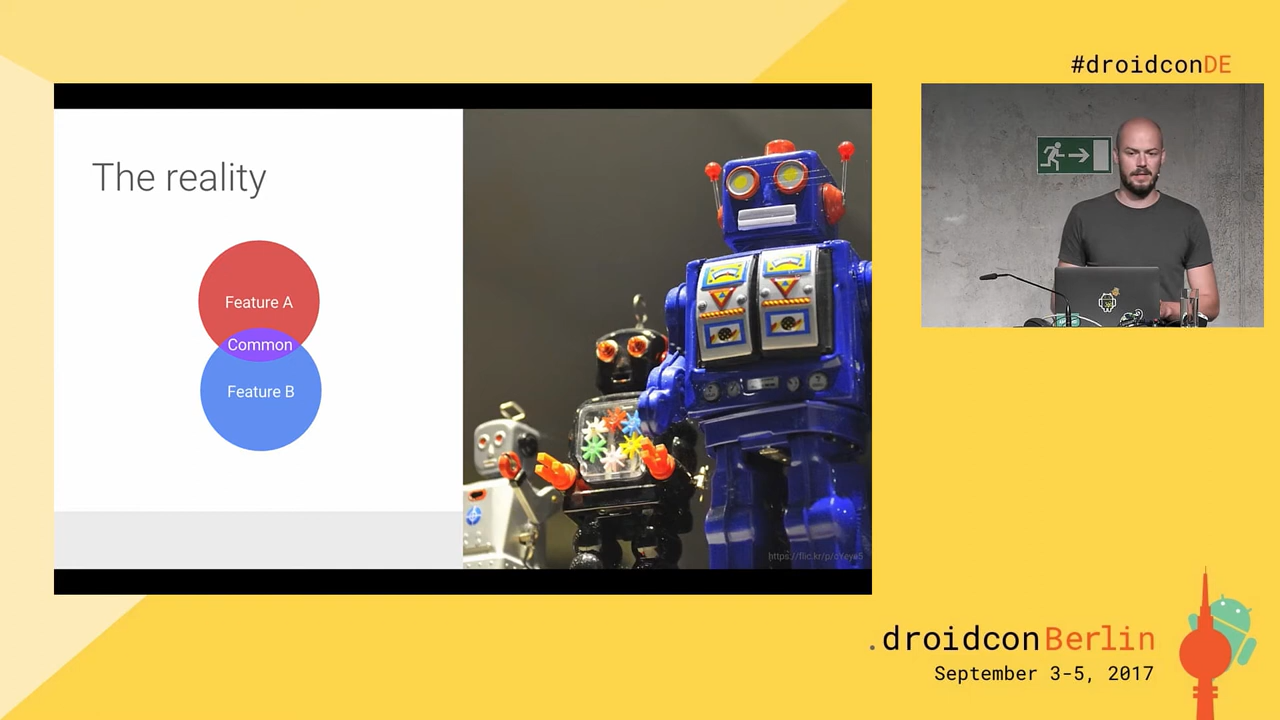 #droidconDE
The reality
Feature A
Common
Feature B
.droidconBerlin
September 3-5, 2017